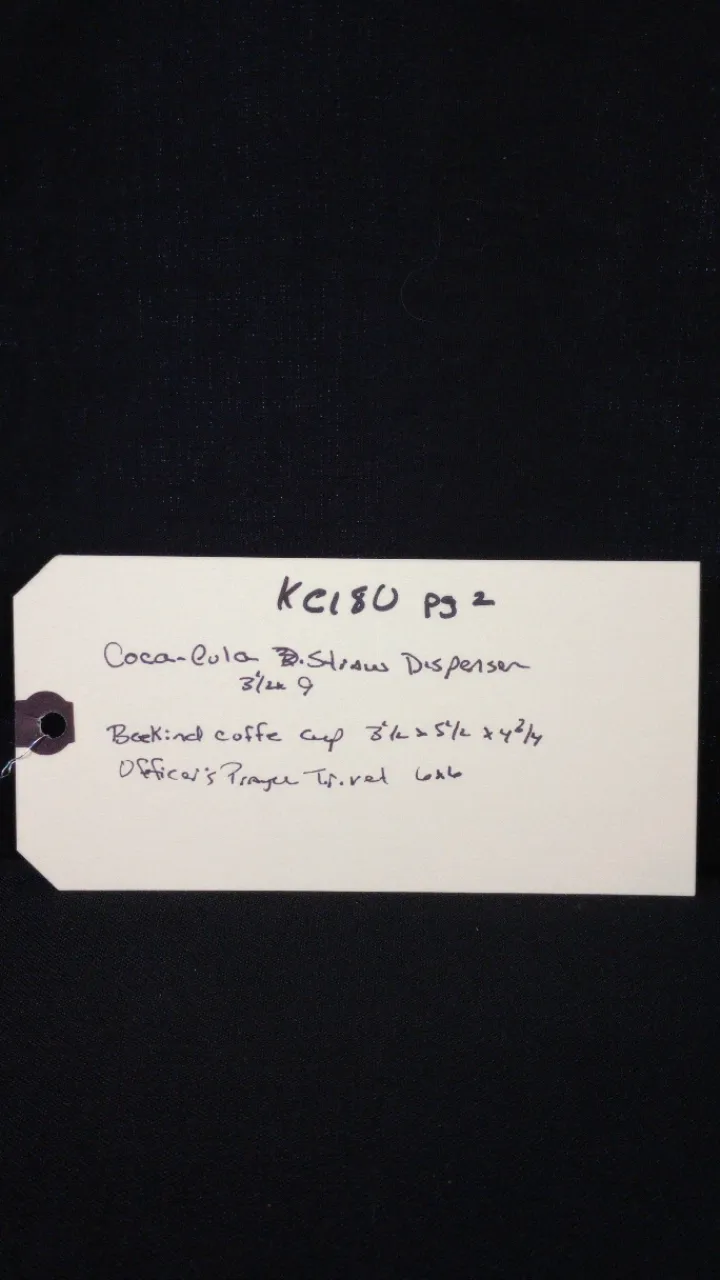 KC180 pg 2
Coca-Cola Straw Dispenser
3 1/2 x 9
BeeKind coffe cup 3 1/2 x 5 1/2 x 4 3/4
Officer's Prayer Trivet 6x6